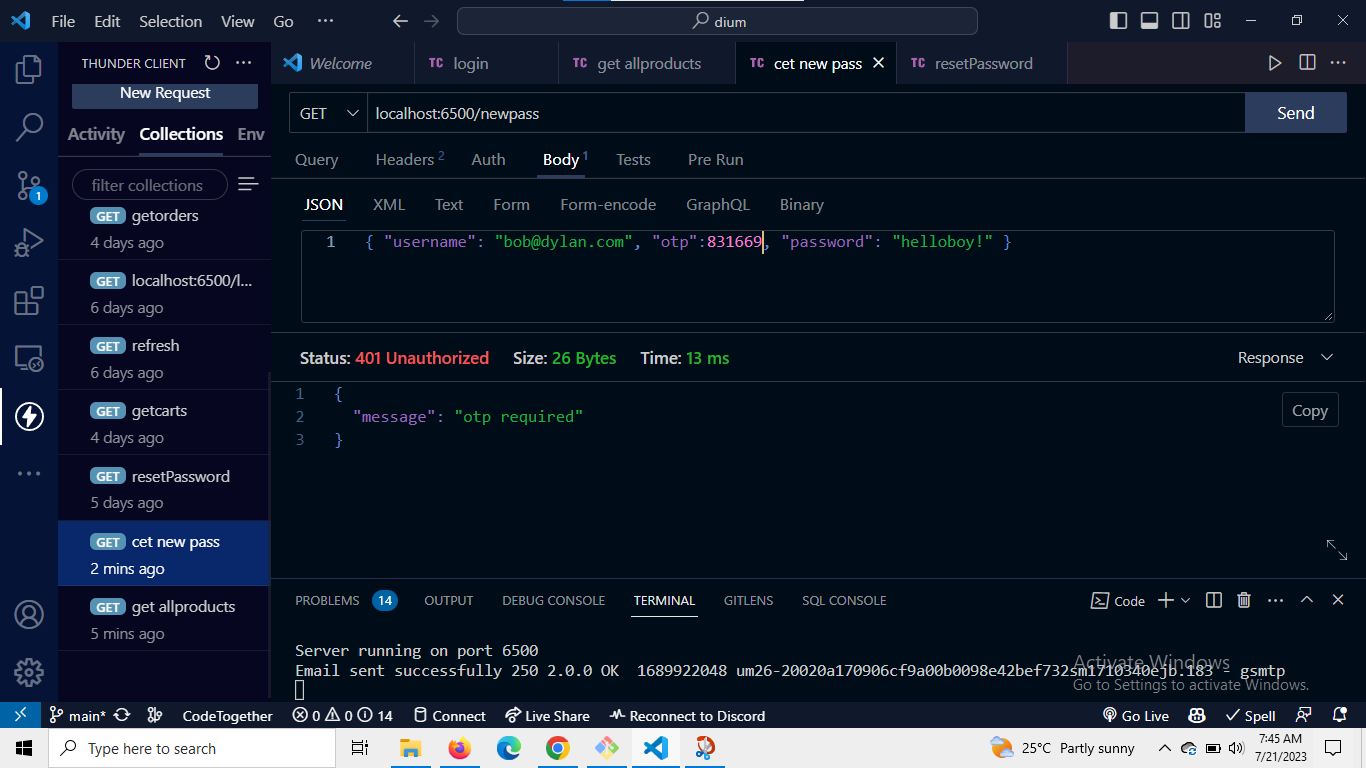 File Edit Selection View Go ··· dium
THUNDER CLIENT ···
New Request
Activity Collections Env
filter collections
GET getorders
4 days ago
GET localhost:6500/l...
6 days ago
GET refresh
6 days ago
GET getcarts
4 days ago
GET resetPassword
5 days ago
GET cet new pass
2 mins ago
GET get allproducts
5 mins ago
1
Welcome TC login TC get allproducts TC cet new pass TC resetPassword
GET localhost:6500/newpass Send
Query Headers 2 Auth Body 1 Tests Pre Run
JSON XML Text Form Form-encode GraphQL Binary
1 { "username": "bob@dylan.com", "otp":831669, "password": "helloboy!" }
Status: 401 Unauthorized Size: 26 Bytes Time: 13 ms Response
1 {
2 "message": "otp required"
3 }
Copy
PROBLEMS 14 OUTPUT DEBUG CONSOLE TERMINAL GITLENS SQL CONSOLE Code
Server running on port 6500
Email sent successfully 250 2.0.0 OK 1689922048 um26-20020a170906cf9a00b0098e42bef732sm1710340ejb.183 - gsmtp
Activate Windows
Go to Settings to activate Windows.
main* CodeTogether 0 0 14 Connect Live Share Reconnect to Discord Go Live Spell
Type here to search 25°C Partly sunny 7:45 AM
7/21/2023